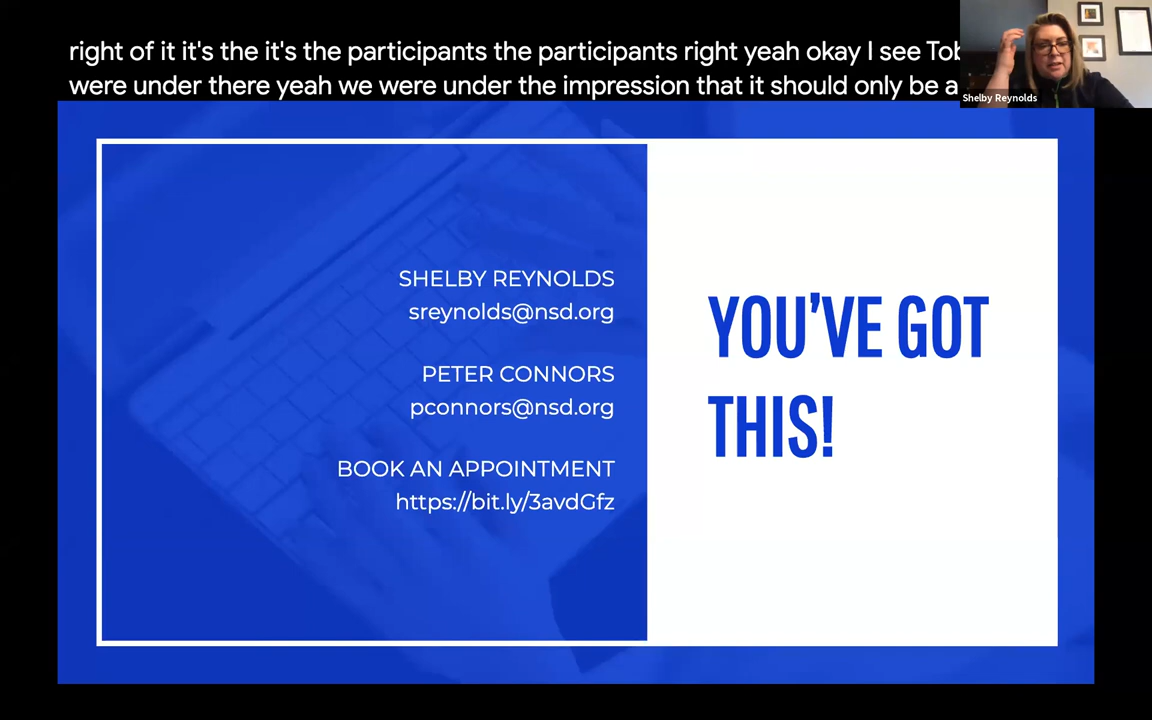 right of it it's the it's the participants the participants right yeah okay I see
were under there yeah we were under the impression that it should only be a
Shelby Reynolds
SHELBY REYNOLDS
sreynolds@nsd.org
PETER CONNORS
pconnors@nsd.org
BOOK AN APPOINTMENT
https://bit.ly/3avdGfz
YOU'VE GOT
THIS!